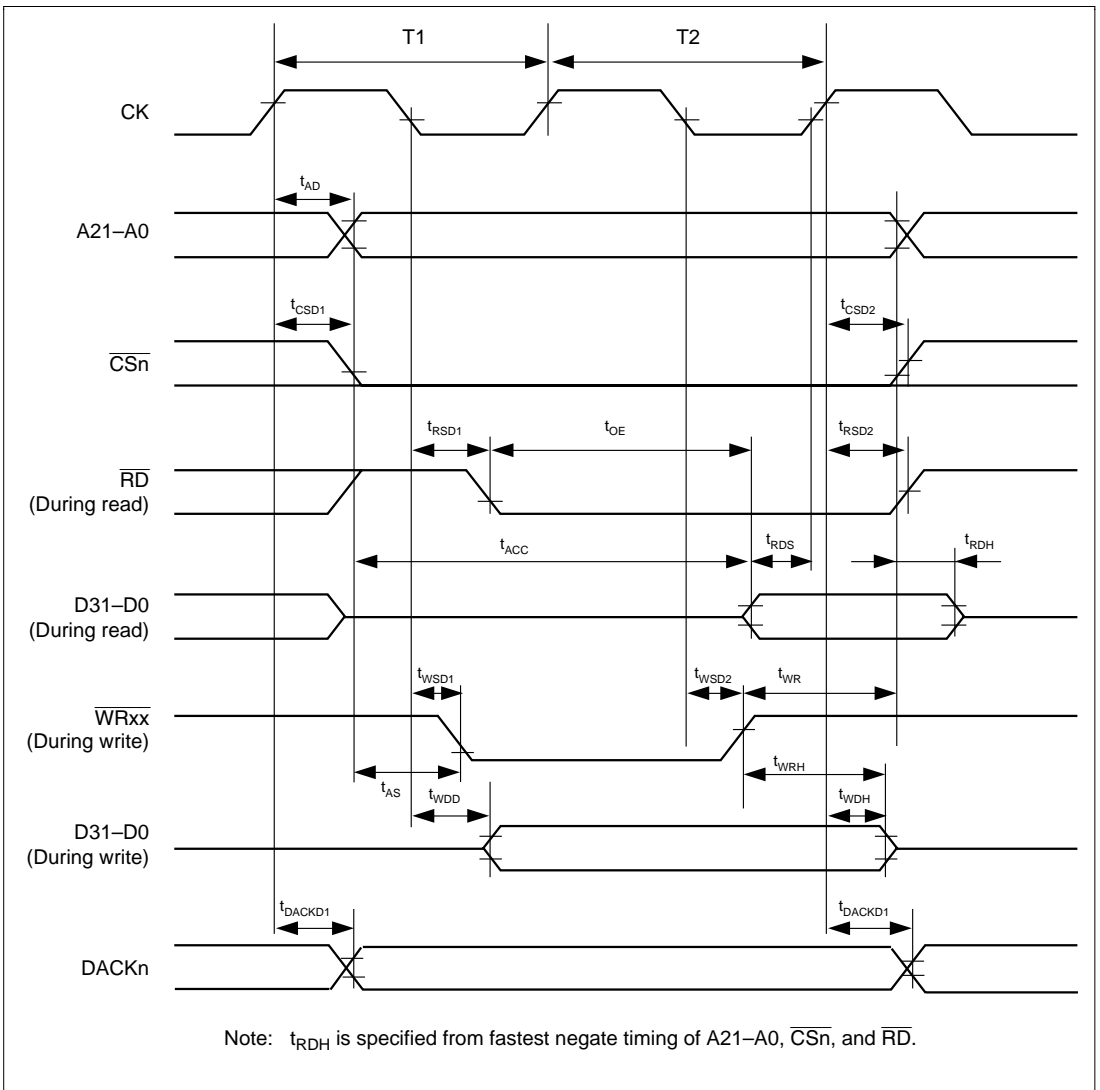 T1 T2
CK
tAD
A21–A0
tCSD1 tCSD2
CSn
tRSD1 tOE tRSD2
RD
(During read)
tACC tRDS tRDH
D31–D0
(During read)
tWSD1 tWSD2 tWR
WRxx
(During write)
tWRH
tAS tWDD tWDH
D31–D0
(During write)
tDACKD1 tDACKD1
DACKn
Note: tRDH is specified from fastest negate timing of A21–A0, CSn, and RD.